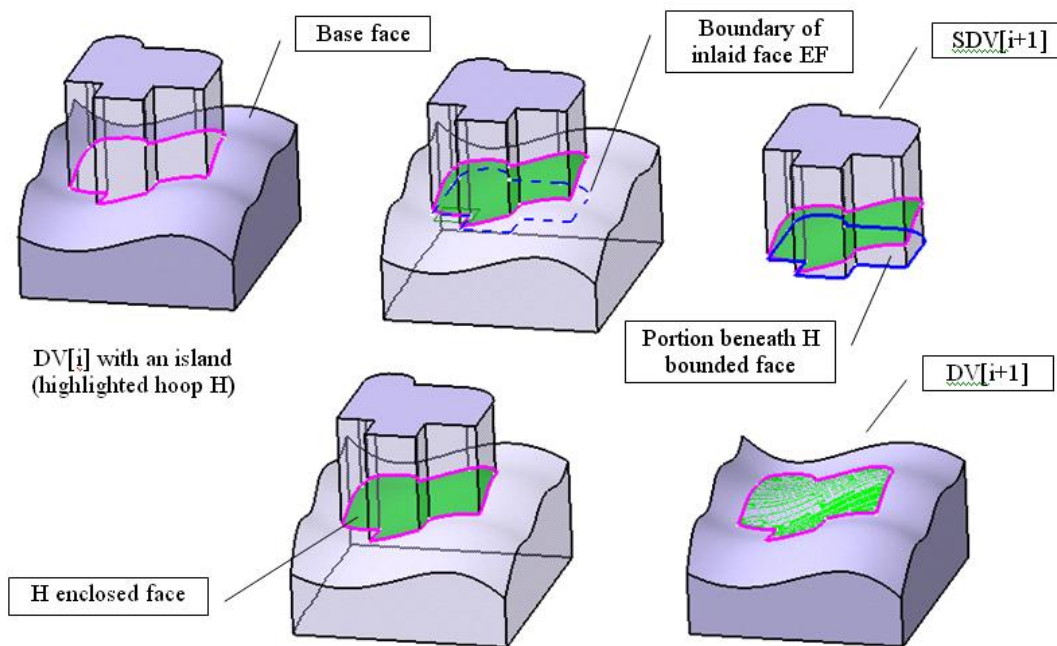 Base face
Boundary of
inlaid face EF
SDV[i+1]
DV[i] with an island
(highlighted hoop H)
Portion beneath H
bounded face
DV[i+1]
H enclosed face